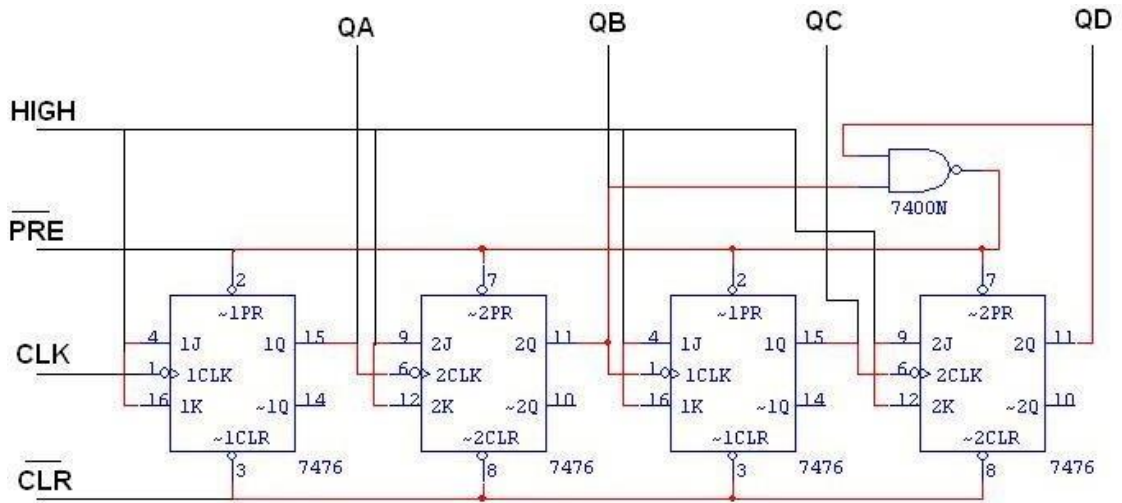 QA QB QC QD
HIGH
7400N
PRE
2 7 2 7
~1PR ~2PR ~1PR ~2PR
4 1J 1Q 15 9 2J 2Q 11 4 1J 1Q 15 9 2J 2Q 11
CLK 1 1CLK 6 2CLK 1 1CLK 6 2CLK
16 1K ~1Q 14 12 2K ~2Q 10 16 1K ~1Q 14 12 2K ~2Q 10
~1CLR ~2CLR ~1CLR ~2CLR
3 7476 8 7476 3 7476 8 7476
CLR